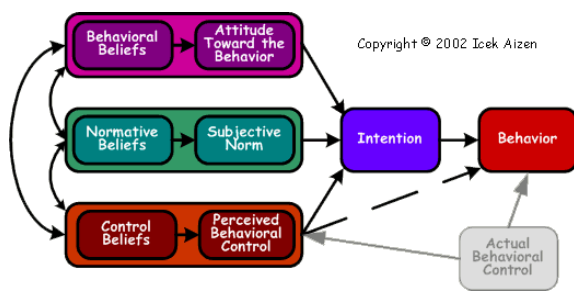 Behavioral
Beliefs
Attitude
Toward the
Behavior
Copyright © 2002 Icek Aizen
Normative
Beliefs
Subjective
Norm
Intention
Behavior
Control
Beliefs
Perceived
Behavioral
Control
Actual
Behavioral
Control